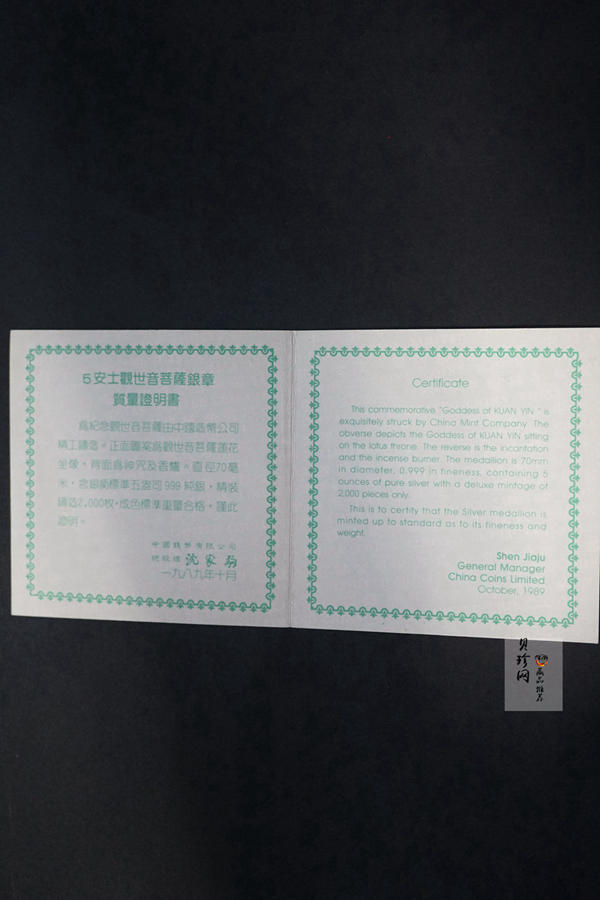 5安士觀世音菩薩銀章
質量證明書
爲紀念觀世音菩薩由中國造幣公司
精工鑄造。正面圖案爲觀世音菩薩蓮花
坐像，背面爲神咒及香爐。直徑70毫
米，含銀衡標準五盎司999純銀，精裝
鑄造2,000枚，成色標準重量合格，謹此
證明。
中國錢幣有限公司
總經理 沈家駒
一九八九年十月
Certificate
This commemorative "Goddess of KUAN YIN " is
exquisitely struck by China Mint Company. The
obverse depicts the Goddess of KUAN YIN sitting
on the lotus throne. The reverse is the incantation
and the incense burner. The medallion is 70mm
in diameter, 0.999 in fineness, containing 5
ounces of pure silver with a deluxe mintage of
2,000 pieces only.
This is to certify that the Silver medallion is
minted up to standard as to its fineness and
weight.
Shen Jiaju
General Manager
China Coins Limited
October, 1989
贝珍网
藏品推荐